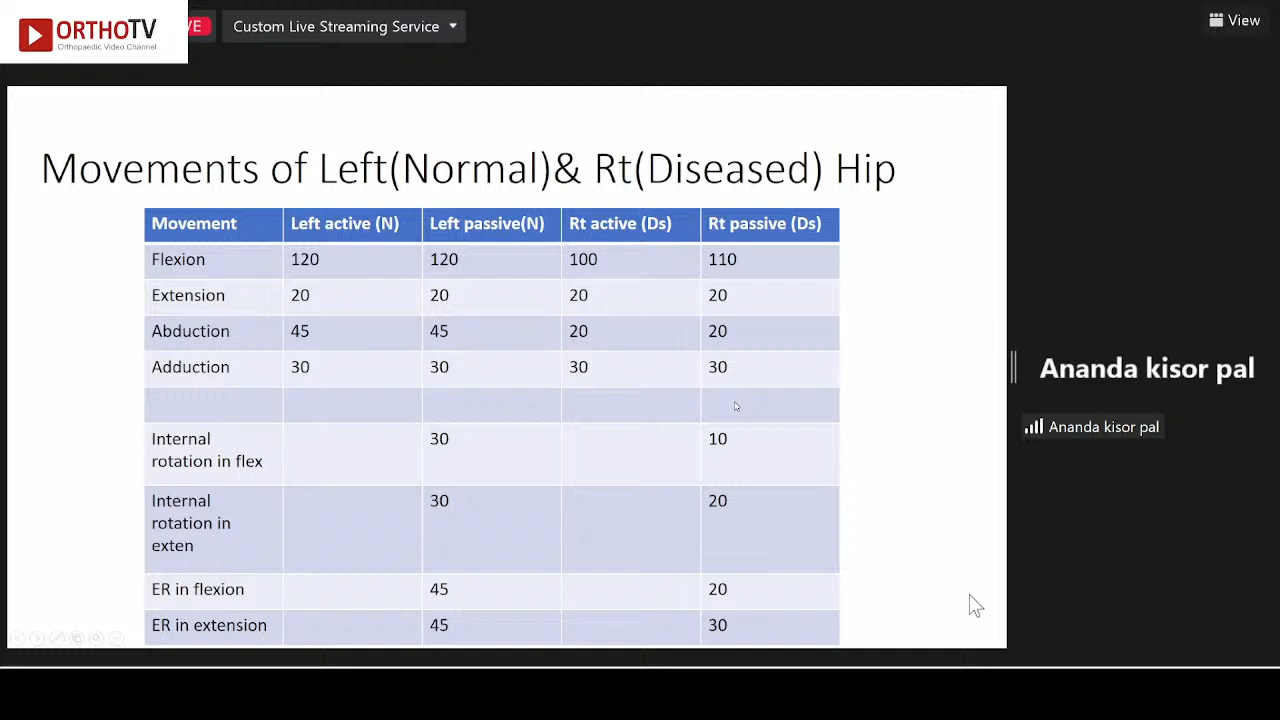 ORTHOTV
Orthopaedic Video Channel
VE
Custom Live Streaming Service
View
Movements of Left(Normal)& Rt(Diseased) Hip
Movement Left active (N) Left passive(N) Rt active (Ds) Rt passive (Ds)
Flexion 120 120 100 110
Extension 20 20 20 20
Abduction 45 45 20 20
Adduction 30 30 30 30
Internal 30 10
rotation in flex
Internal 30 20
rotation in
exten
ER in flexion 45 20
ER in extension 45 30
Ananda kisor pal
Ananda kisor pal